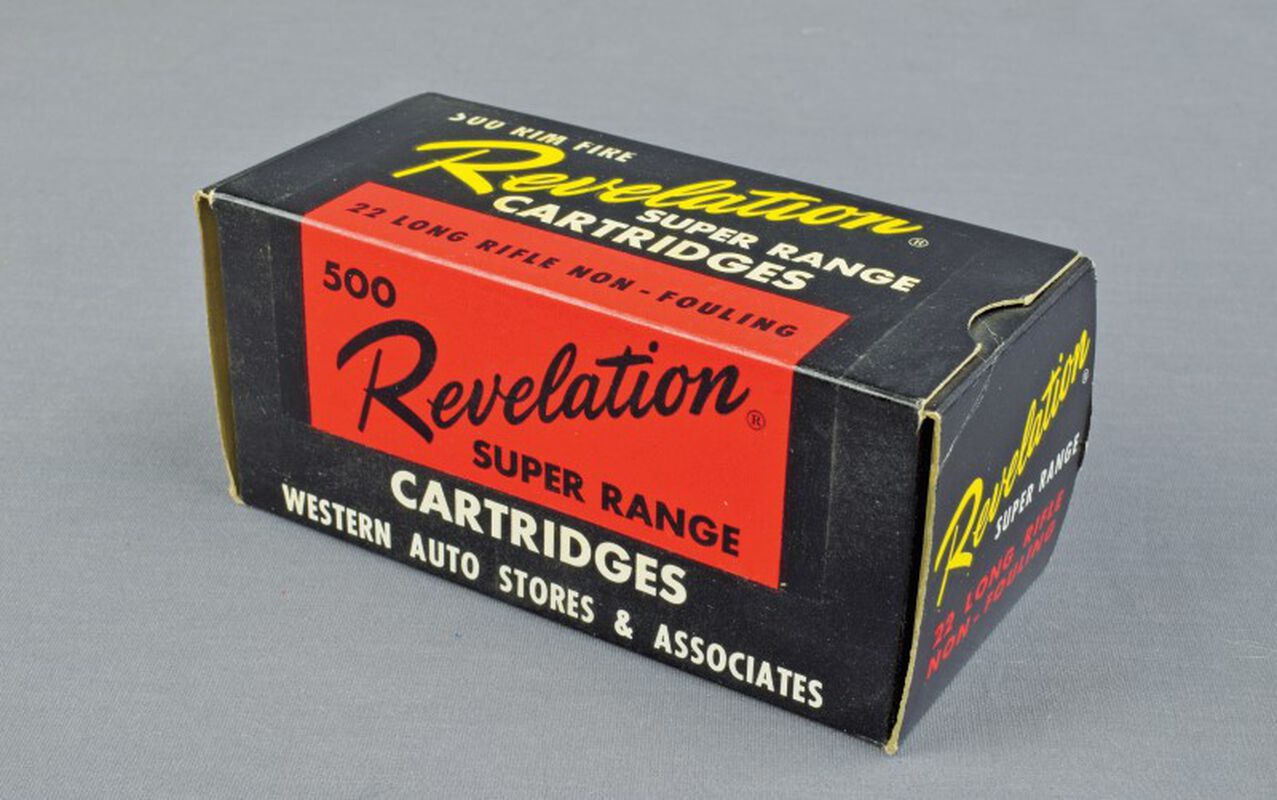 500 RIM FIRE
Revelation®
SUPER RANGE
CARTRIDGES
22 LONG RIFLE NON-FOULING
500
Revelation®
SUPER RANGE
CARTRIDGES
WESTERN AUTO STORES & ASSOCIATES
Revelation®
SUPER RANGE
22 LONG RIFLE
NON-FOULING